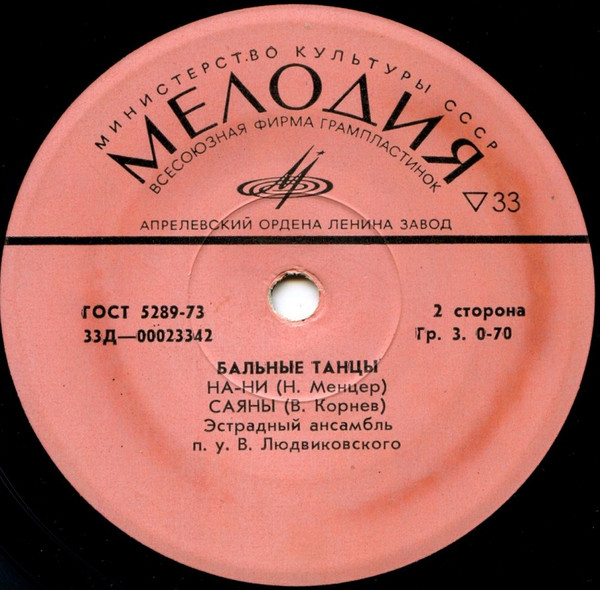 МИНИСТЕРСТВО КУЛЬТУРЫ СССР
МЕЛОДИЯ
ВСЕСОЮЗНАЯ ФИРМА ГРАМПЛАСТИНОК
▽33
АПРЕЛЕВСКИЙ ОРДЕНА ЛЕНИНА ЗАВОД
ГОСТ 5289-73
2 сторона
33Д—00023342
Гр. 3. 0-70
БАЛЬНЫЕ ТАНЦЫ
НА-НИ (Н. Менцер)
САЯНЫ (В. Корнев)
Эстрадный ансамбль
п. у. В. Людвиковского